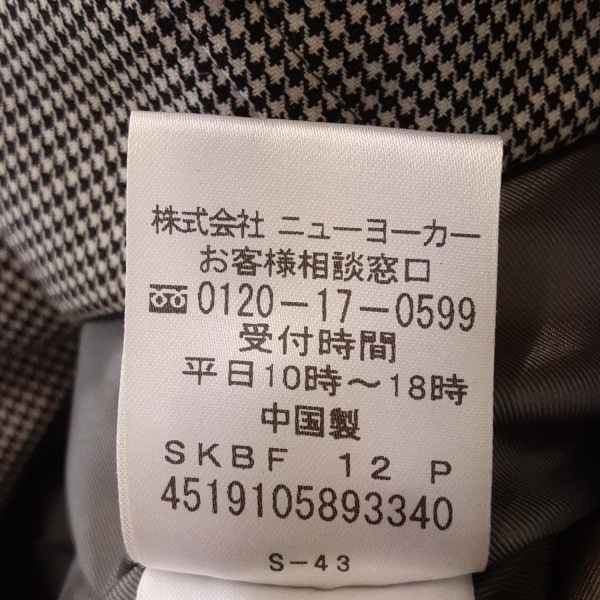 株式会社 ニューヨーカー
お客様相談窓口
0120-17-0599
受付時間
平日10時～18時
中国製
SKBF 12 P
4519105893340
S-43